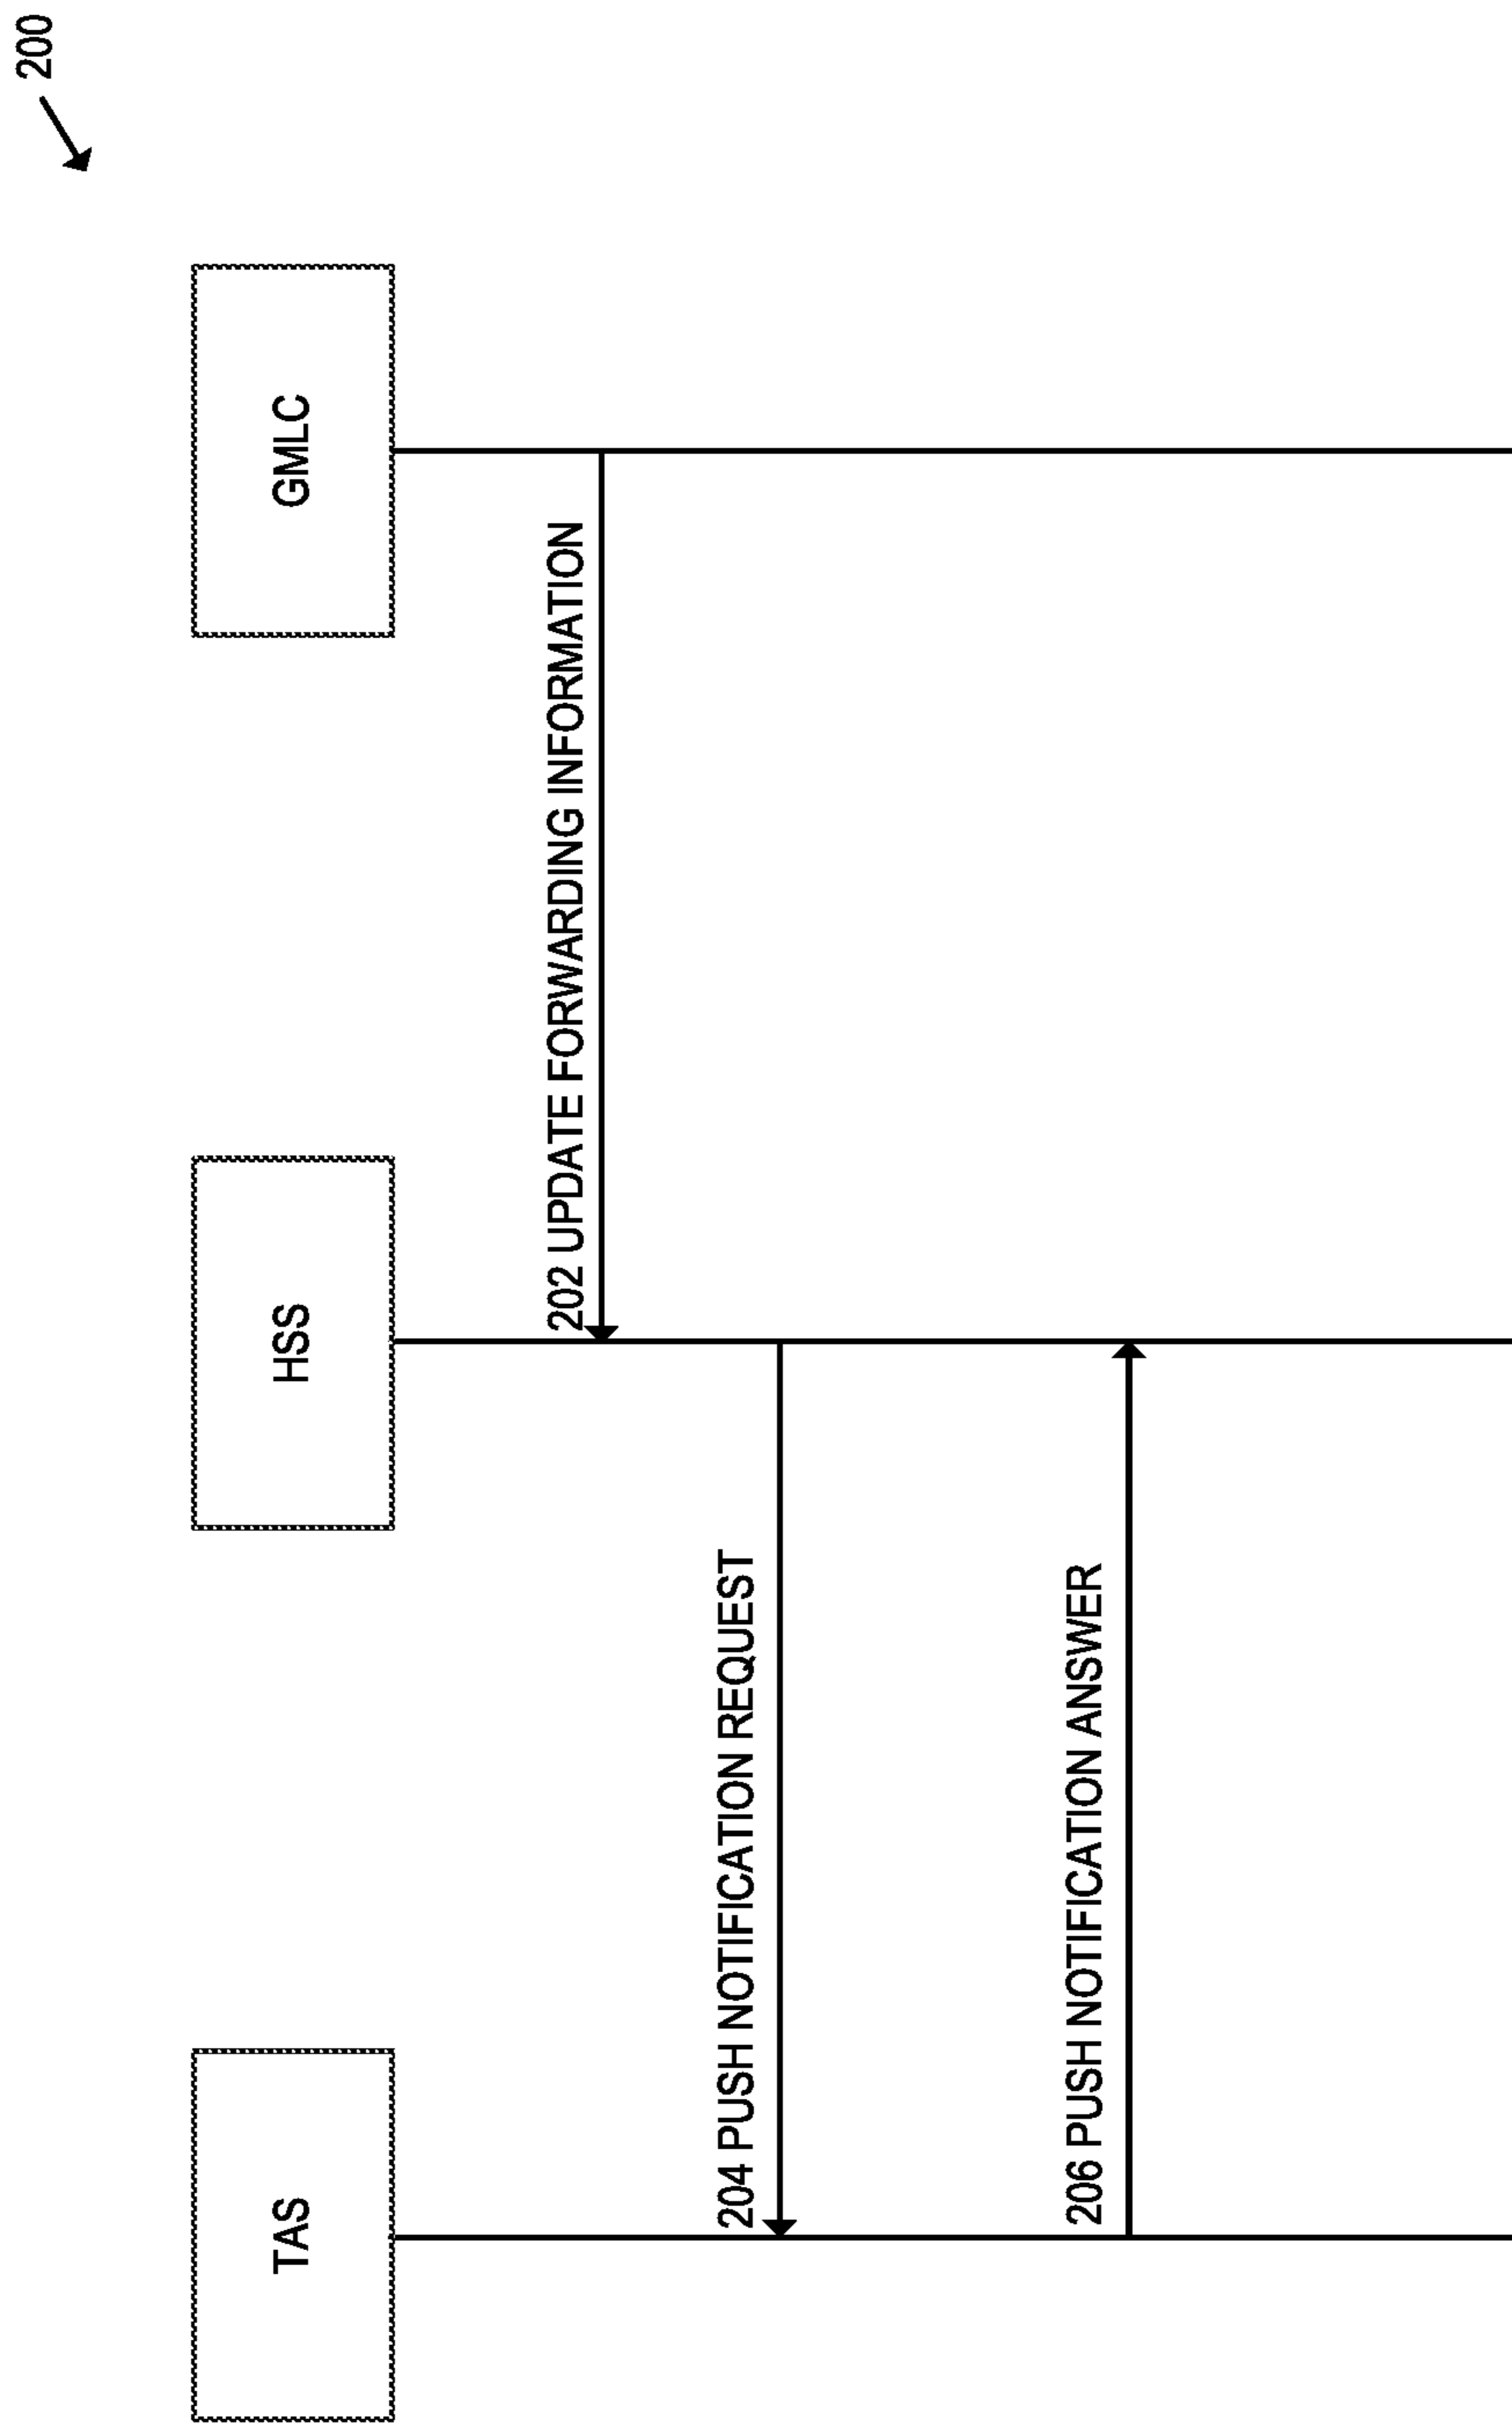 200
TAS
HSS
GMLC
202 UPDATE FORWARDING INFORMATION
204 PUSH NOTIFICATION REQUEST
206 PUSH NOTIFICATION ANSWER